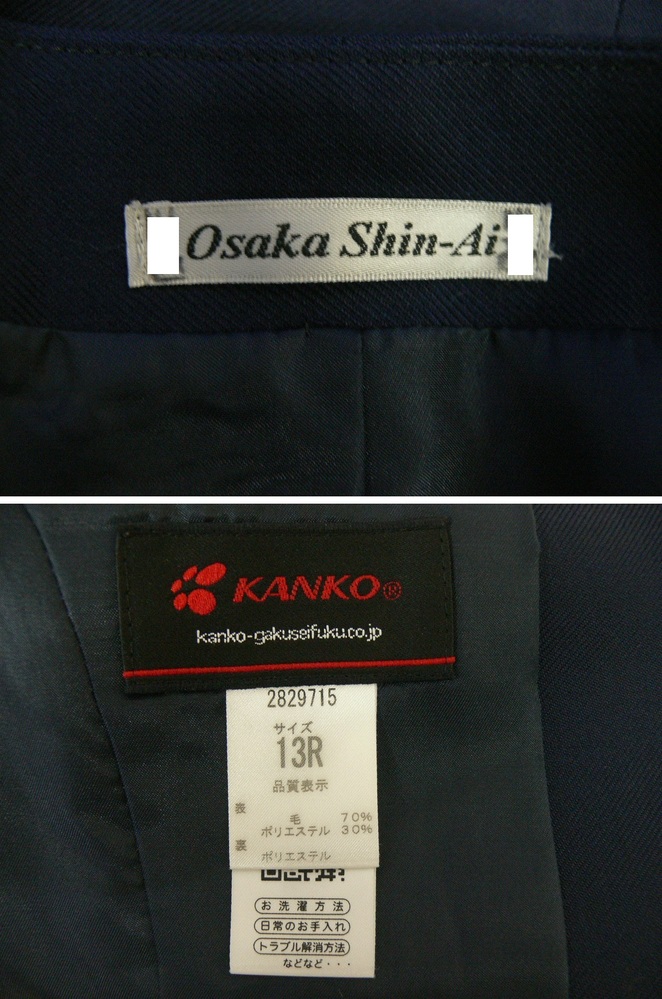 Osaka Shin-Ai
KANKO®
kanko-gakuseifuku.co.jp
2829715
サイズ
13R
品質表示
表
毛 70%
ポリエステル 30%
裏
ポリエステル
お洗濯方法
日常のお手入れ
トラブル解消方法
などなど・・・